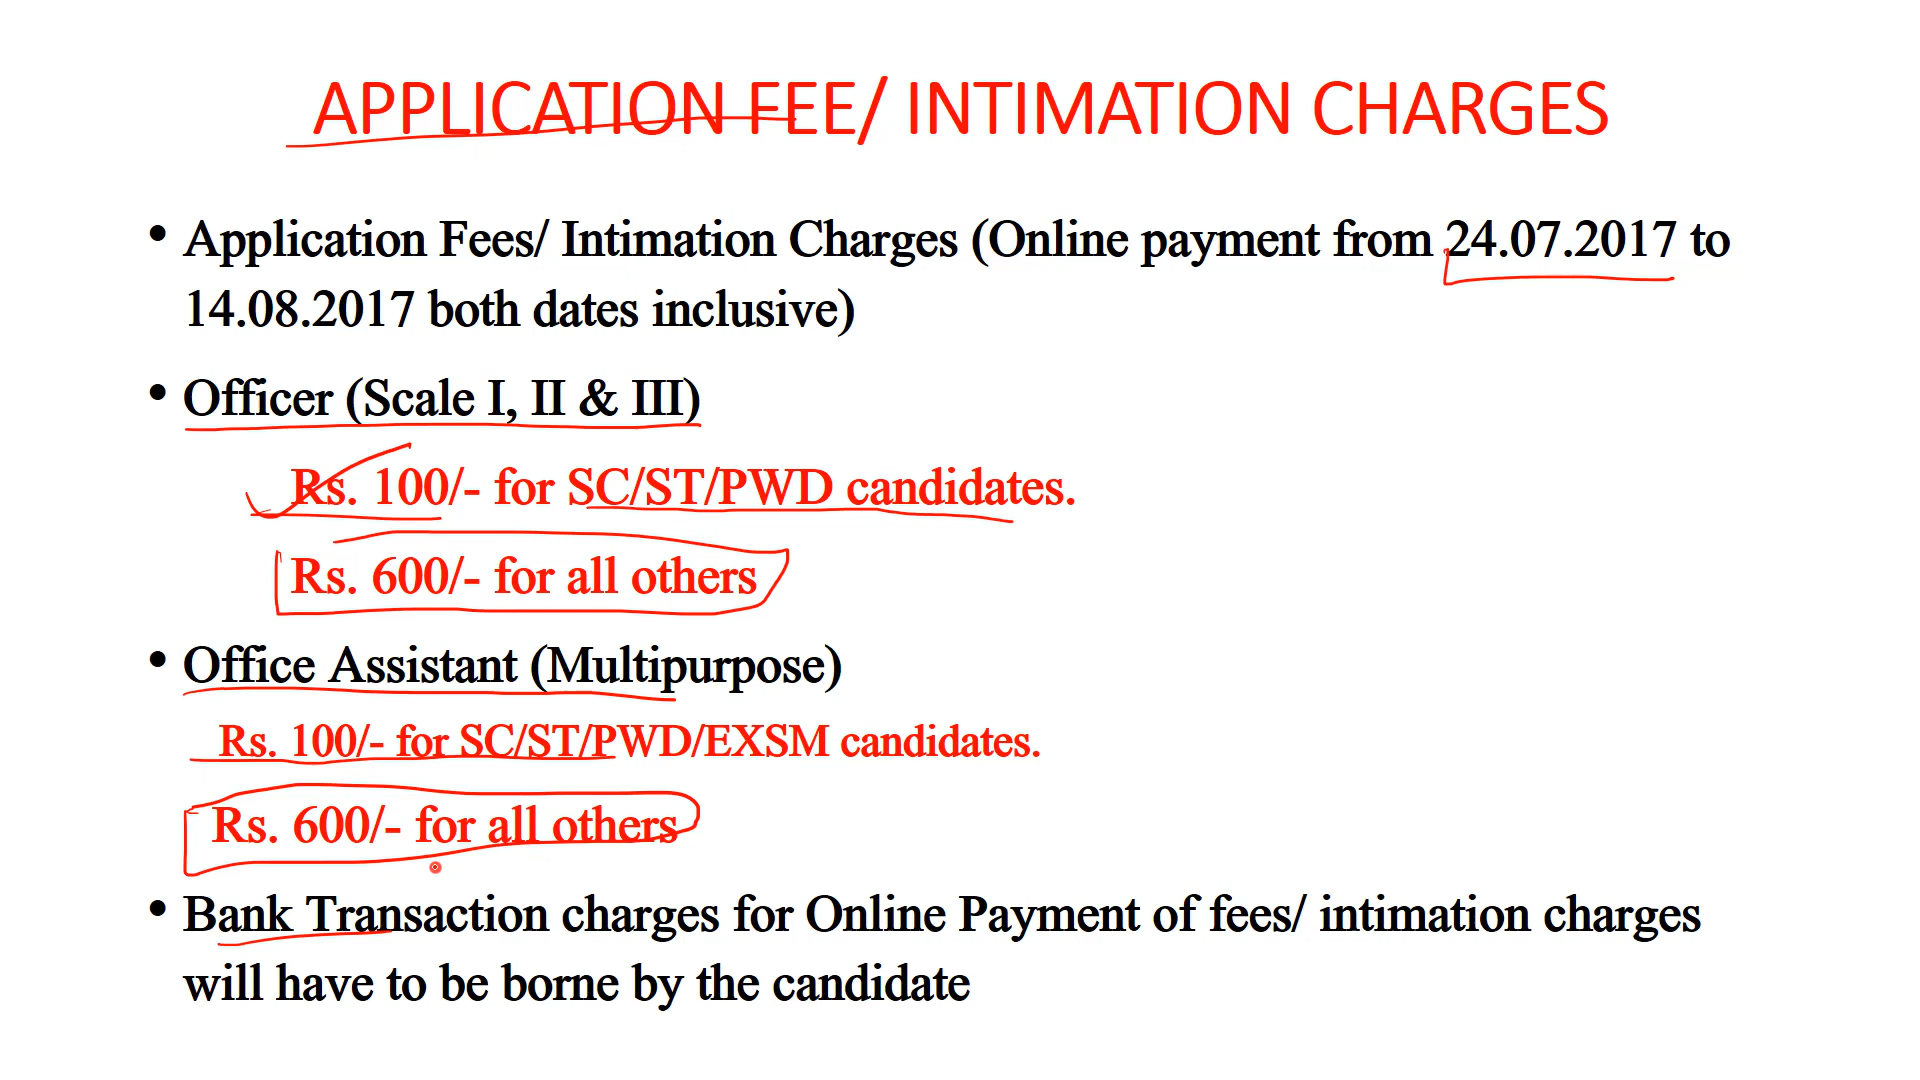 APPLICATION FEE/ INTIMATION CHARGES
• Application Fees/ Intimation Charges (Online payment from 24.07.2017 to
14.08.2017 both dates inclusive)
• Officer (Scale I, II & III)
Rs. 100/- for SC/ST/PWD candidates.
Rs. 600/- for all others
• Office Assistant (Multipurpose)
Rs. 100/- for SC/ST/PWD/EXSM candidates.
Rs. 600/- for all others
• Bank Transaction charges for Online Payment of fees/ intimation charges
will have to be borne by the candidate